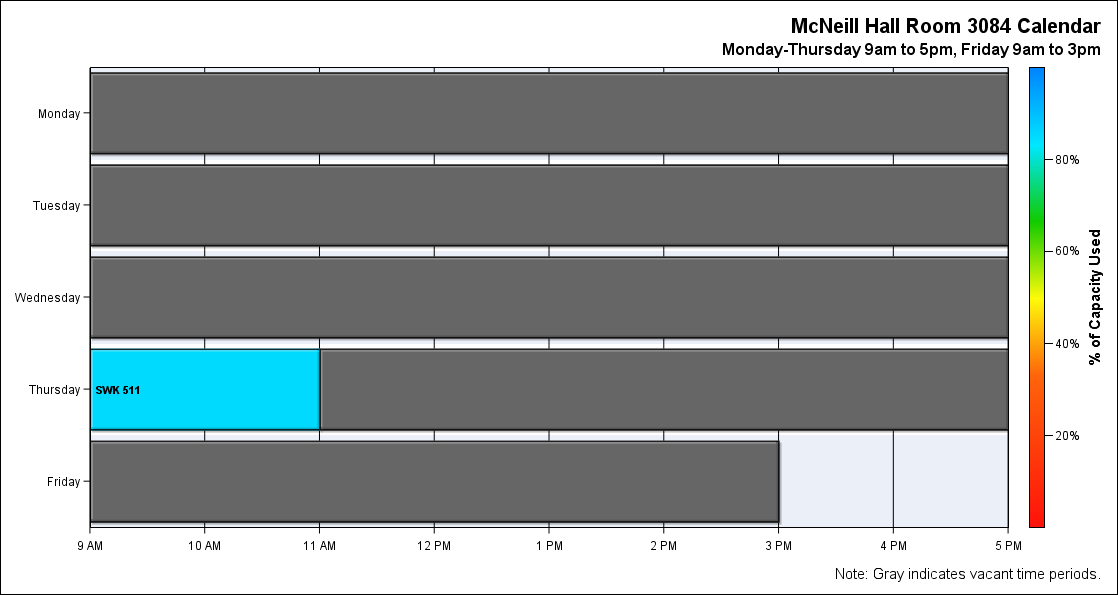 McNeill Hall Room 3084 Calendar
Monday-Thursday 9am to 5pm, Friday 9am to 3pm
Monday
Tuesday
Wednesday
Thursday
Friday
SWK 511
80%
60%
40%
20%
% of Capacity Used
9 AM 10 AM 11 AM 12 PM 1 PM 2 PM 3 PM 4 PM 5 PM
Note: Gray indicates vacant time periods.